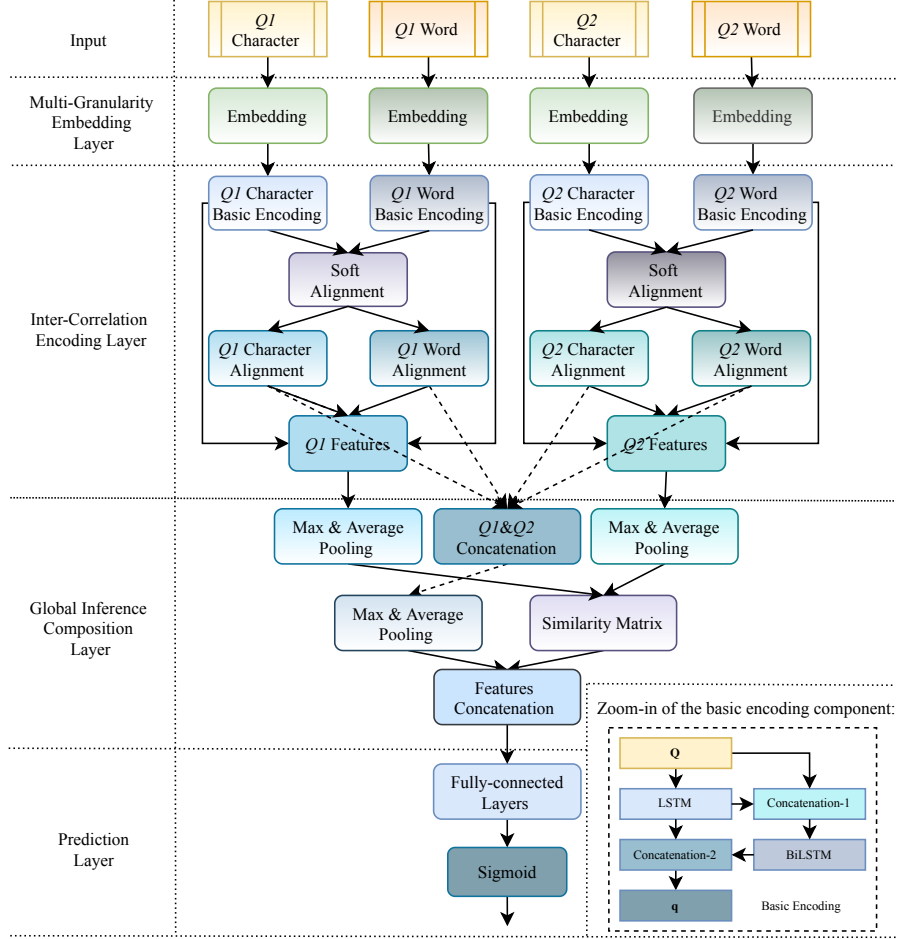 Input
Q1
Character
Q1 Word
Q2
Character
Q2 Word
Multi-Granularity
Embedding
Layer
Embedding
Embedding
Embedding
Embedding
Inter-Correlation
Encoding Layer
Q1 Character
Basic Encoding
Q1 Word
Basic Encoding
Q2 Character
Basic Encoding
Q2 Word
Basic Encoding
Soft
Alignment
Soft
Alignment
Q1 Character
Alignment
Q1 Word
Alignment
Q2 Character
Alignment
Q2 Word
Alignment
Q1 Features
Q2 Features
Global Inference
Composition
Layer
Max & Average
Pooling
Q1&Q2
Concatenation
Max & Average
Pooling
Max & Average
Pooling
Similarity Matrix
Features
Concatenation
Prediction
Layer
Fully-connected
Layers
Sigmoid
Zoom-in of the basic encoding component:
Q
LSTM
Concatenation-1
Concatenation-2
BiLSTM
q
Basic Encoding